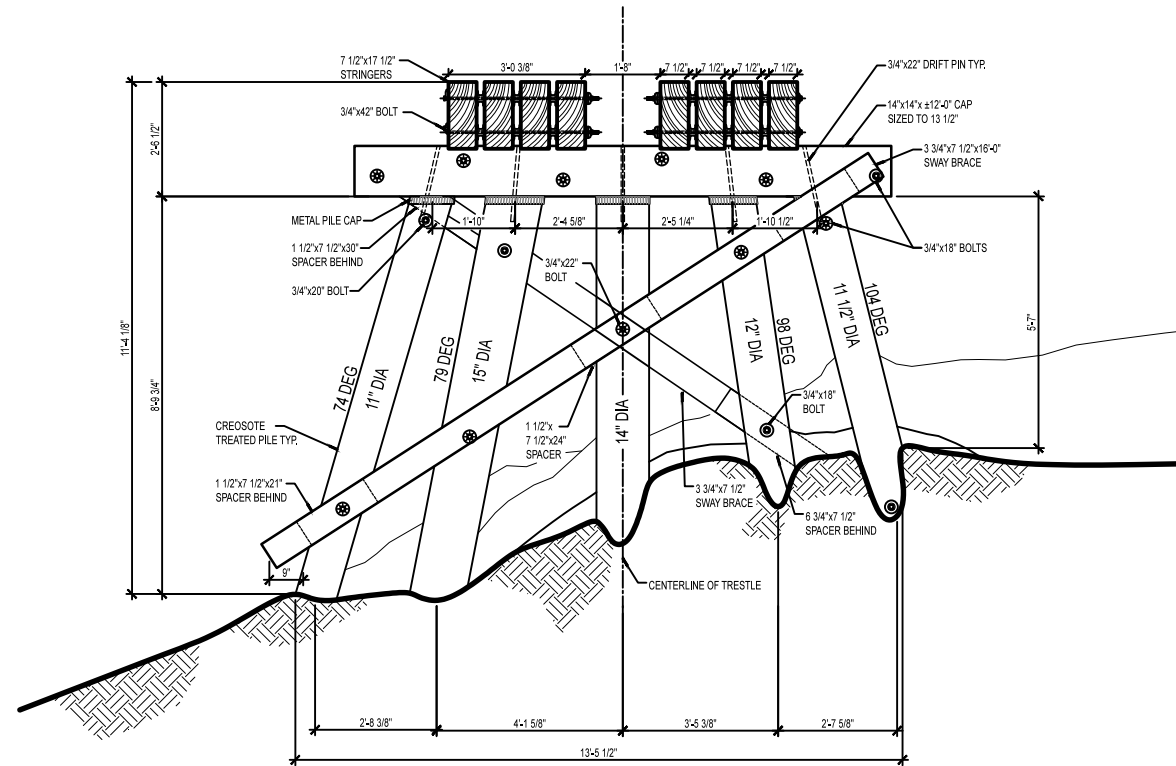 7 1/2"x17 1/2"
STRINGERS
3'-0 3/8"
1'-8"
7 1/2"
7 1/2"
7 1/2"
7 1/2"
3/4"x22" DRIFT PIN TYP.
3/4"x42" BOLT
14"x14"x ±12'-0" CAP
SIZED TO 13 1/2"
2'-6 1/2"
3 3/4"x7 1/2"x16'-0"
SWAY BRACE
METAL PILE CAP
1'-10"
2'-4 5/8"
2'-5 1/4"
1'-10 1/2"
1 1/2"x7 1/2"x30"
SPACER BEHIND
3/4"x18" BOLTS
3/4"x22"
BOLT
3/4"x20" BOLT
11'-4 1/8"
8'-9 3/4"
5'-7"
74 DEG
11" DIA
79 DEG
15" DIA
14" DIA
12" DIA
98 DEG
11 1/2" DIA
104 DEG
3/4"x18"
BOLT
CREOSOTE
TREATED PILE TYP.
1 1/2"x
7 1/2"x24"
SPACER
1 1/2"x7 1/2"x21"
SPACER BEHIND
3 3/4"x7 1/2"
SWAY BRACE
6 3/4"x7 1/2"
SPACER BEHIND
9"
CENTERLINE OF TRESTLE
2'-8 3/8"
4'-1 5/8"
3'-5 3/8"
2'-7 5/8"
13'-5 1/2"